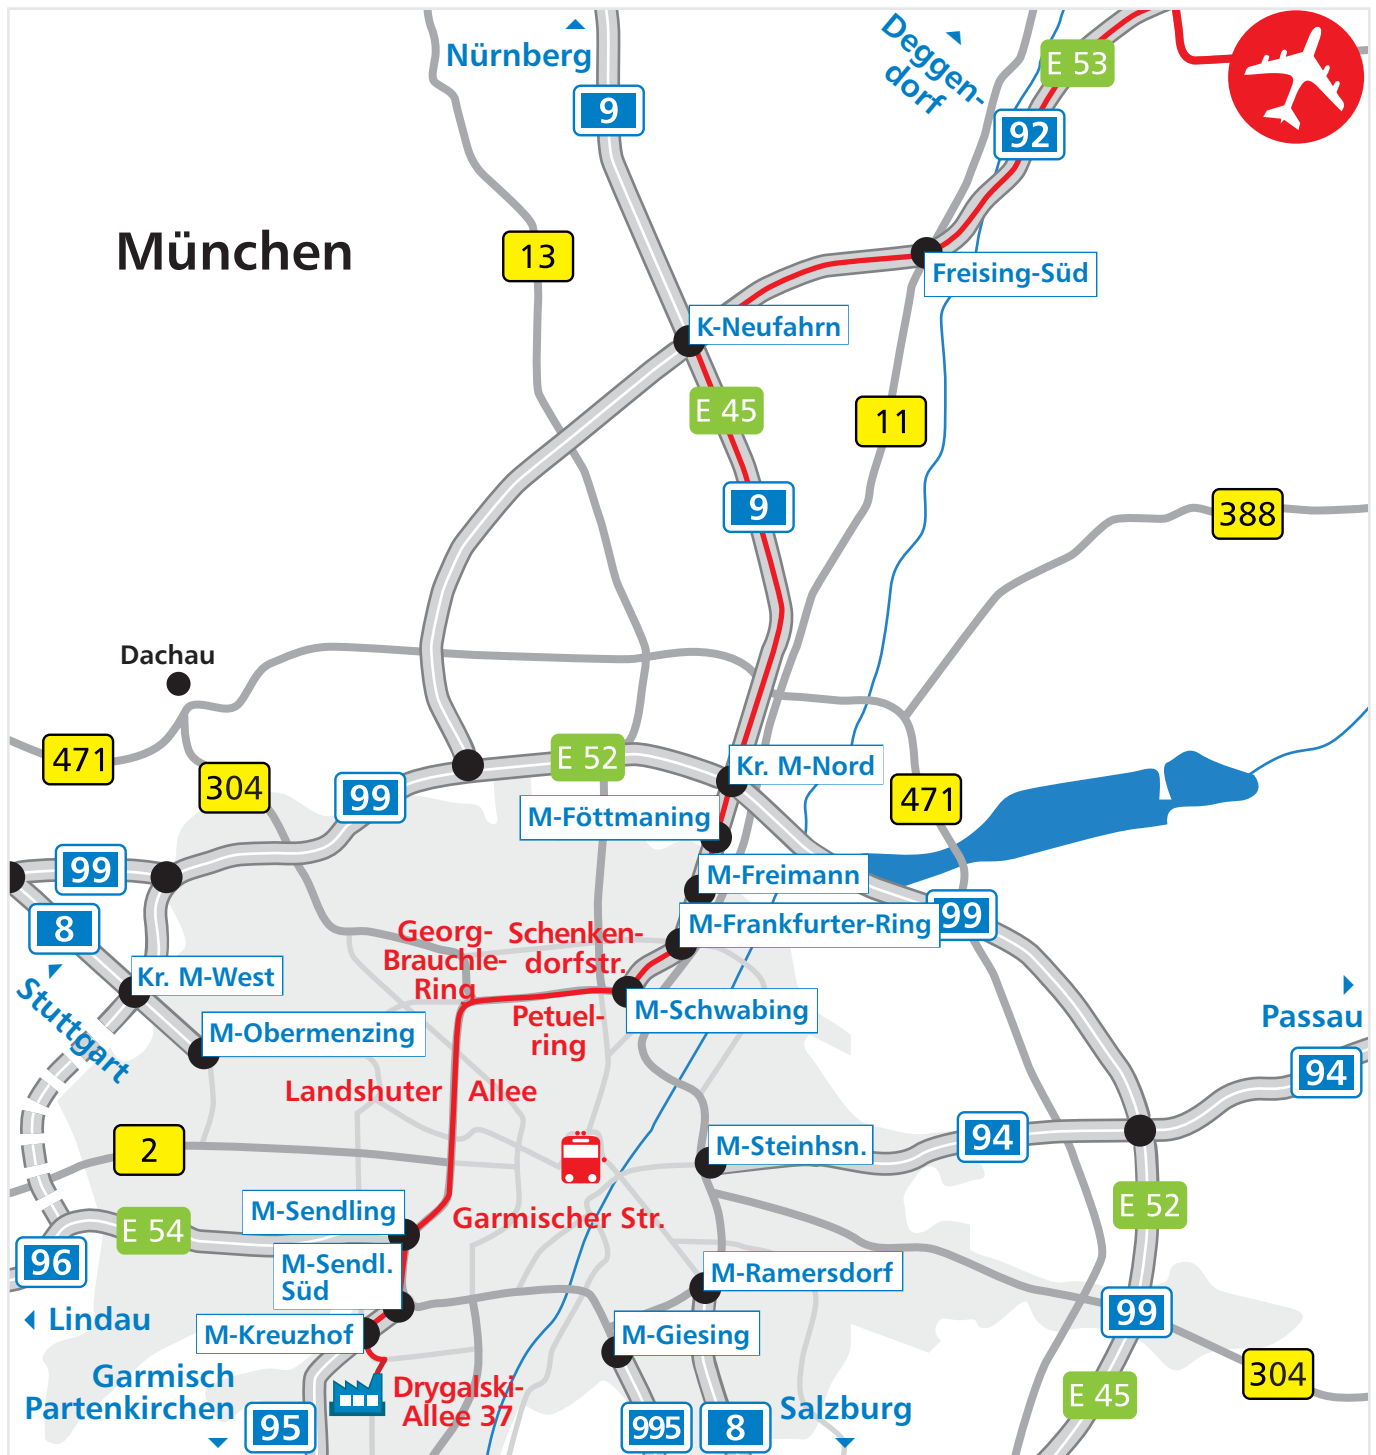 Nürnberg
Deggen-
dorf
E 53
9
92
München
13
Freising-Süd
K-Neufahrn
E 45
11
9
388
Dachau
471
304
99
E 52
Kr. M-Nord
471
M-Föttmaning
99
M-Freimann
8
Georg-
Brauchle-
Ring
Schenken-
dorfstr.
M-Frankfurter-Ring
99
Stuttgart
Kr. M-West
M-Obermenzing
Petuel-
ring
M-Schwabing
Passau
94
Landshuter Allee
2
M-Steinhsn.
94
E 54
M-Sendling
Garmischer Str.
E 52
96
M-Sendl.
Süd
M-Ramersdorf
Lindau
M-Kreuzhof
M-Giesing
99
Garmisch
Partenkirchen
Drygalski-
Allee 37
304
E 45
95
995
8
Salzburg